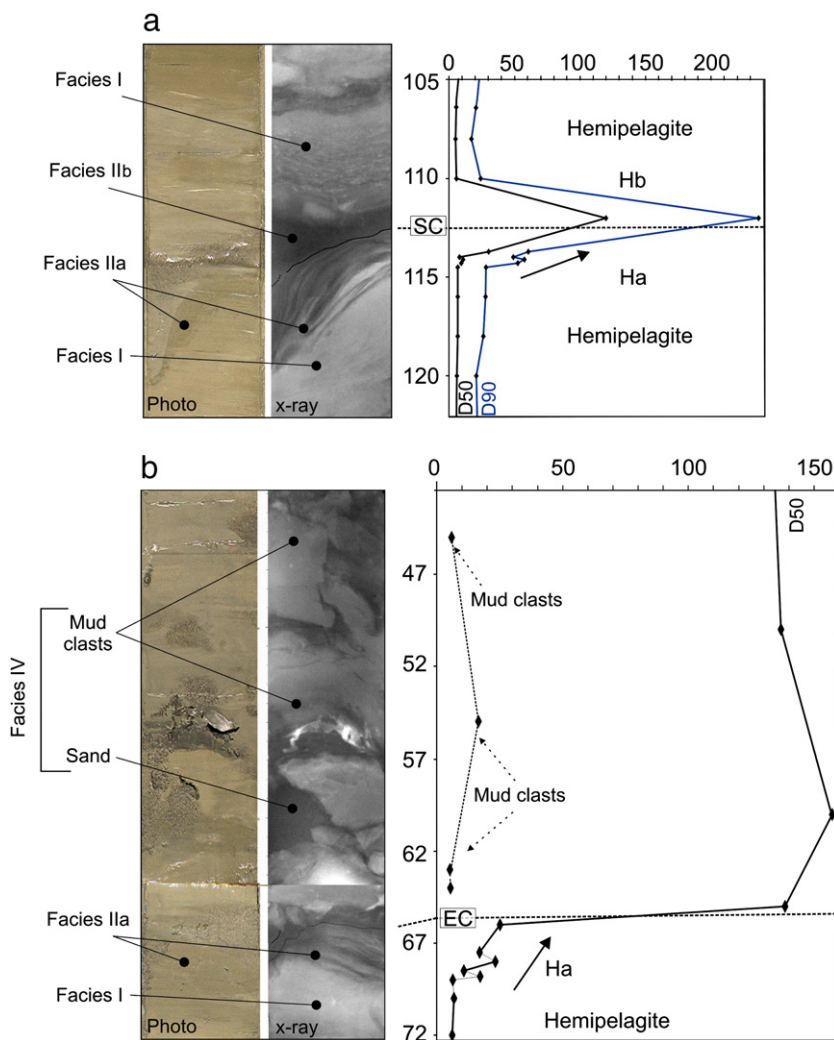 a
Facies I
Facies IIb
Facies IIa
Facies I
Photo
x-ray
0 50 100 150 200
105
110
SC
115
120
Hemipelagite
Hb
Ha
Hemipelagite
D50
D90
b
0 50 100 150
Facies IV
Mud
clasts
Sand
Facies IIa
Facies I
Photo
x-ray
47
52
57
62
EC
67
72
D50
Mud clasts
Mud clasts
Ha
Hemipelagite